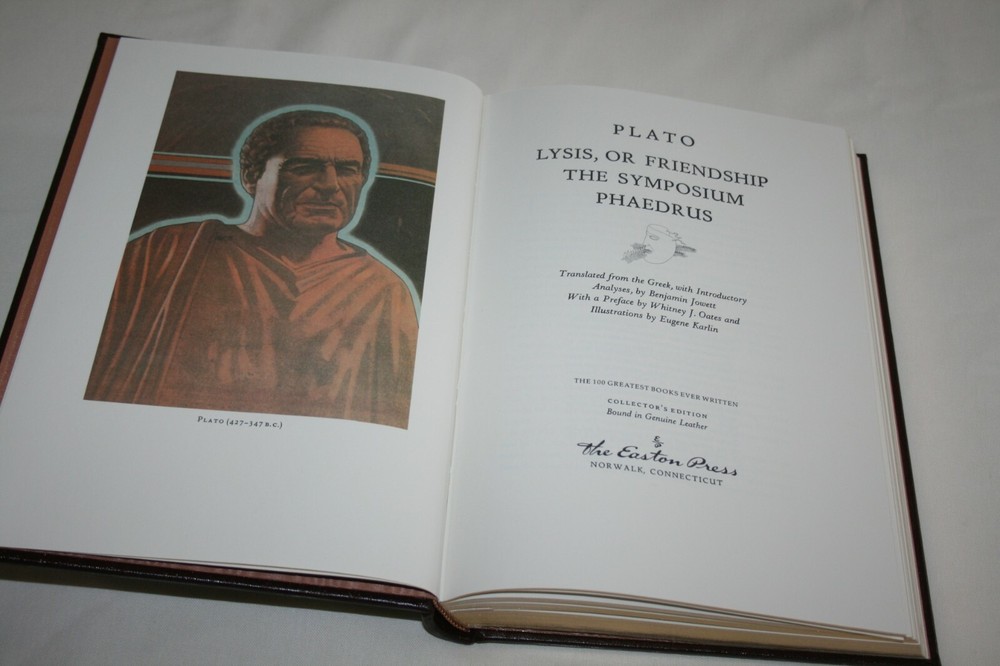 PLATO (427-347 B.C.)
PLATO
LYSIS, OR FRIENDSHIP
THE SYMPOSIUM
PHAEDRUS
Translated from the Greek, with Introductory
Analyses, by Benjamin Jowett
With a Preface by Whitney J. Oates and
Illustrations by Eugene Karlin
THE 100 GREATEST BOOKS EVER WRITTEN
COLLECTOR'S EDITION
Bound in Genuine Leather
The Easton Press
NORWALK, CONNECTICUT